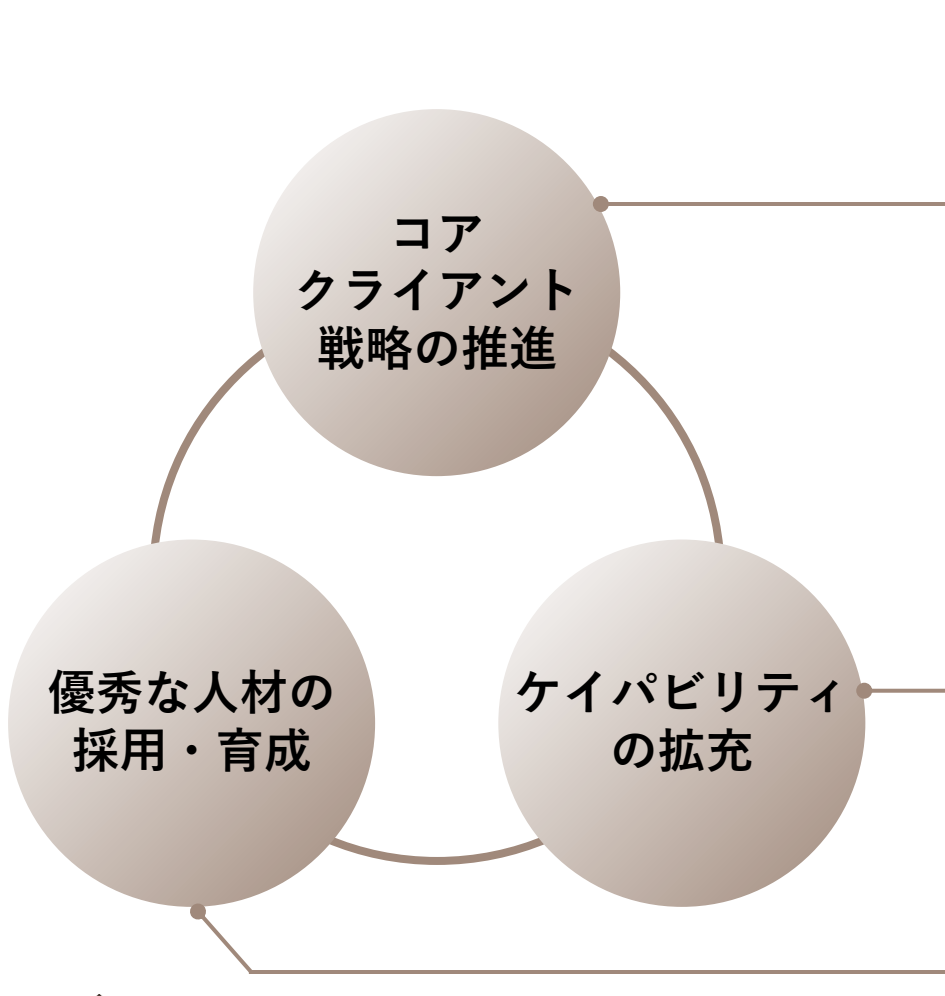 コア
クライアント
戦略の推進
優秀な人材の
採用・育成
ケイパビリティ
の拡充